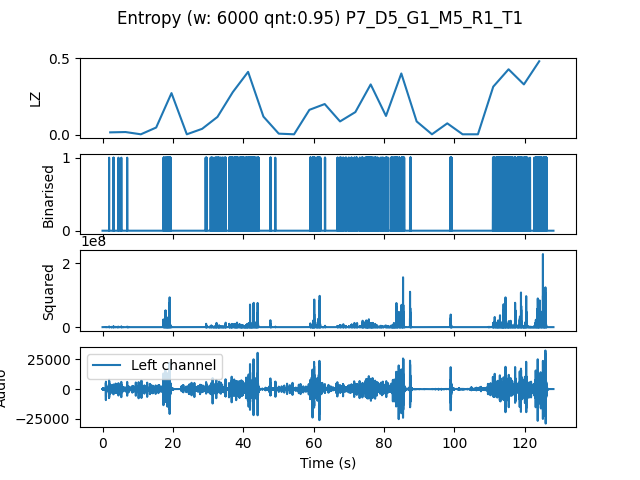 Entropy (w: 6000 qnt:0.95) P7_D5_G1_M5_R1_T1
0.5
LZ
0.0
1
Binarised
0
1e8
2
Squared
0
25000
Left channel
0
Audio
−25000
0 20 40 60 80 100 120
Time (s)